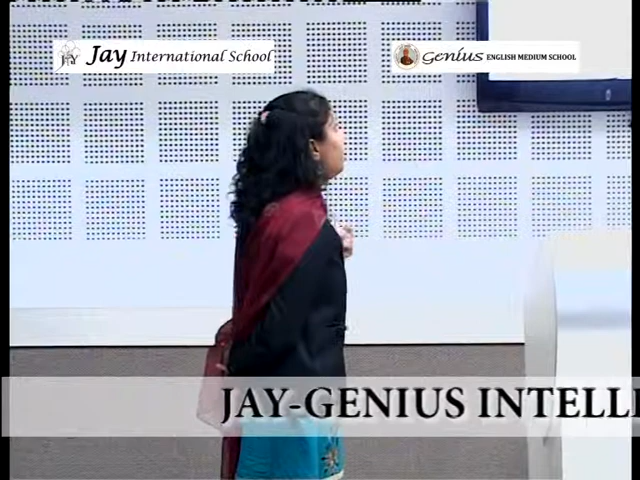 Jay International School
Genius
ENGLISH MEDIUM SCHOOL
JAY-GENIUS INTELL